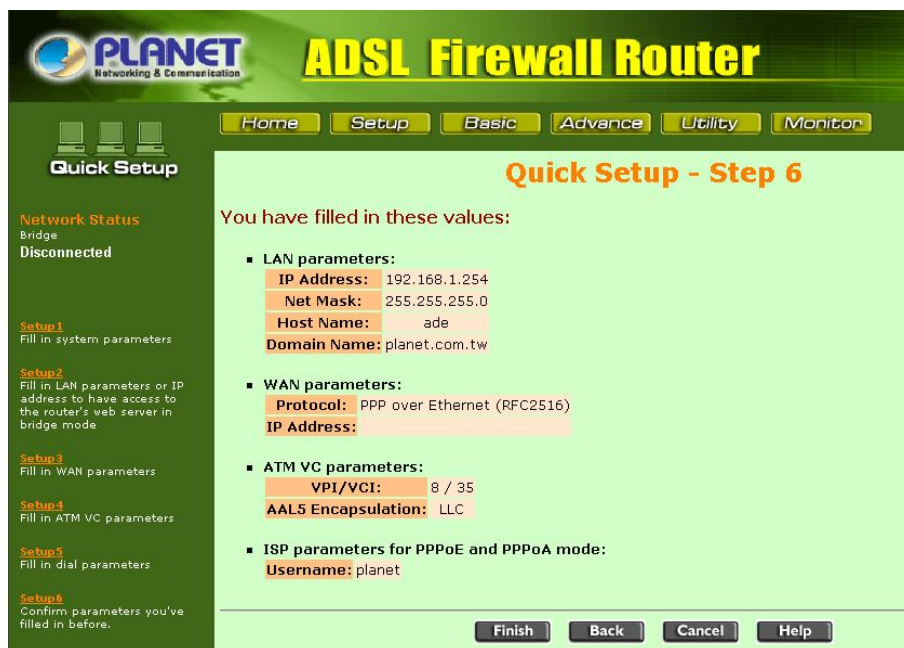 PLANET
Networking & Communication
ADSL Firewall Router
Home Setup Basic Advance Utility Monitor
Quick Setup
Network Status
Bridge
Disconnected
Setup1
Fill in system parameters
Setup2
Fill in LAN parameters or IP
address to have access to
the router's web server in
bridge mode
Setup3
Fill in WAN parameters
Setup4
Fill in ATM VC parameters
Setup5
Fill in dial parameters
Setup6
Confirm parameters you've
filled in before.
Quick Setup - Step 6
You have filled in these values:
LAN parameters:
IP Address: 192.168.1.254
Net Mask: 255.255.255.0
Host Name: ade
Domain Name: planet.com.tw
WAN parameters:
Protocol: PPP over Ethernet (RFC2516)
IP Address:
ATM VC parameters:
VPI/VCI: 8 / 35
AAL5 Encapsulation: LLC
ISP parameters for PPPoE and PPPoA mode:
Username: planet
Finish Back Cancel Help